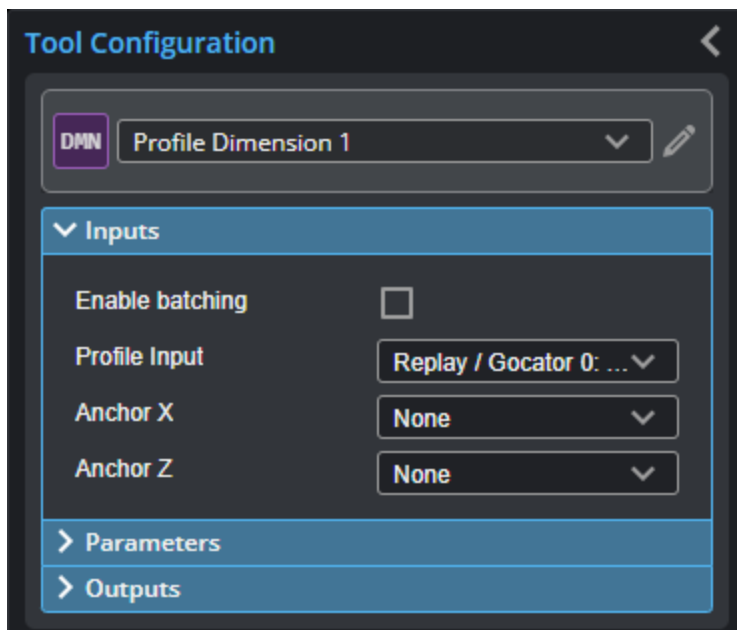 Tool Configuration
DMN Profile Dimension 1
Inputs
Enable batching
Profile Input Replay / Gocator 0: ...
Anchor X None
Anchor Z None
Parameters
Outputs